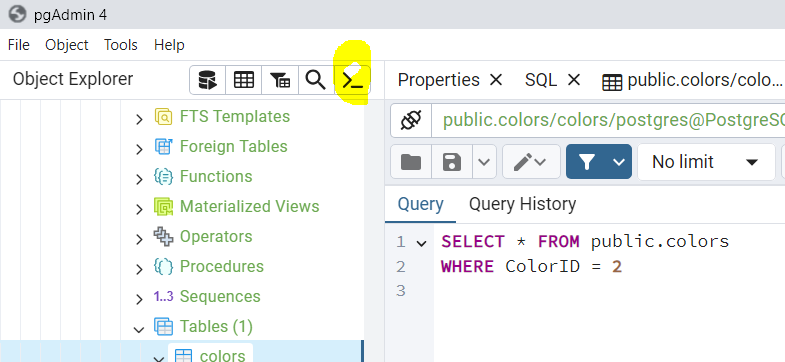 pgAdmin 4
File Object Tools Help
Object Explorer
Properties SQL public.colors/colo...
FTS Templates
public.colors/colors/postgres@PostgreSC
Foreign Tables
No limit
Functions
Materialized Views
Query Query History
Operators
1 SELECT * FROM public.colors
Procedures
2 WHERE ColorID = 2
Sequences
3
1..3
Tables (1)
colors